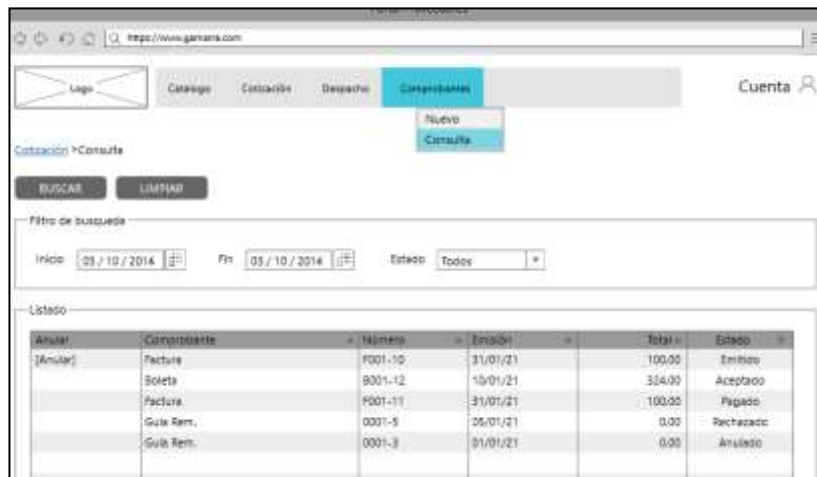 https://www.gamarra.com
Logo Catalogo Cotización Despacho Comprobantes Cuenta
Nuevo
Consulta
Cotización >Consulta
BUSCAR LIMPIAR
Filtro de busqueda
Inicio 05 / 10 / 2014 Fin 05 / 10 / 2014 Estado Todos
Listado
Anular Comprobante Número Emisión Total Estado
[Anular] Factura F001-10 31/01/21 100.00 Emitido
Boleta B001-12 10/01/21 324.00 Aceptado
Factura F001-11 31/01/21 100.00 Pagado
Guia Rem. 0001-5 05/01/21 0.00 Rechazado
Guia Rem. 0001-3 01/01/21 0.00 Anulado